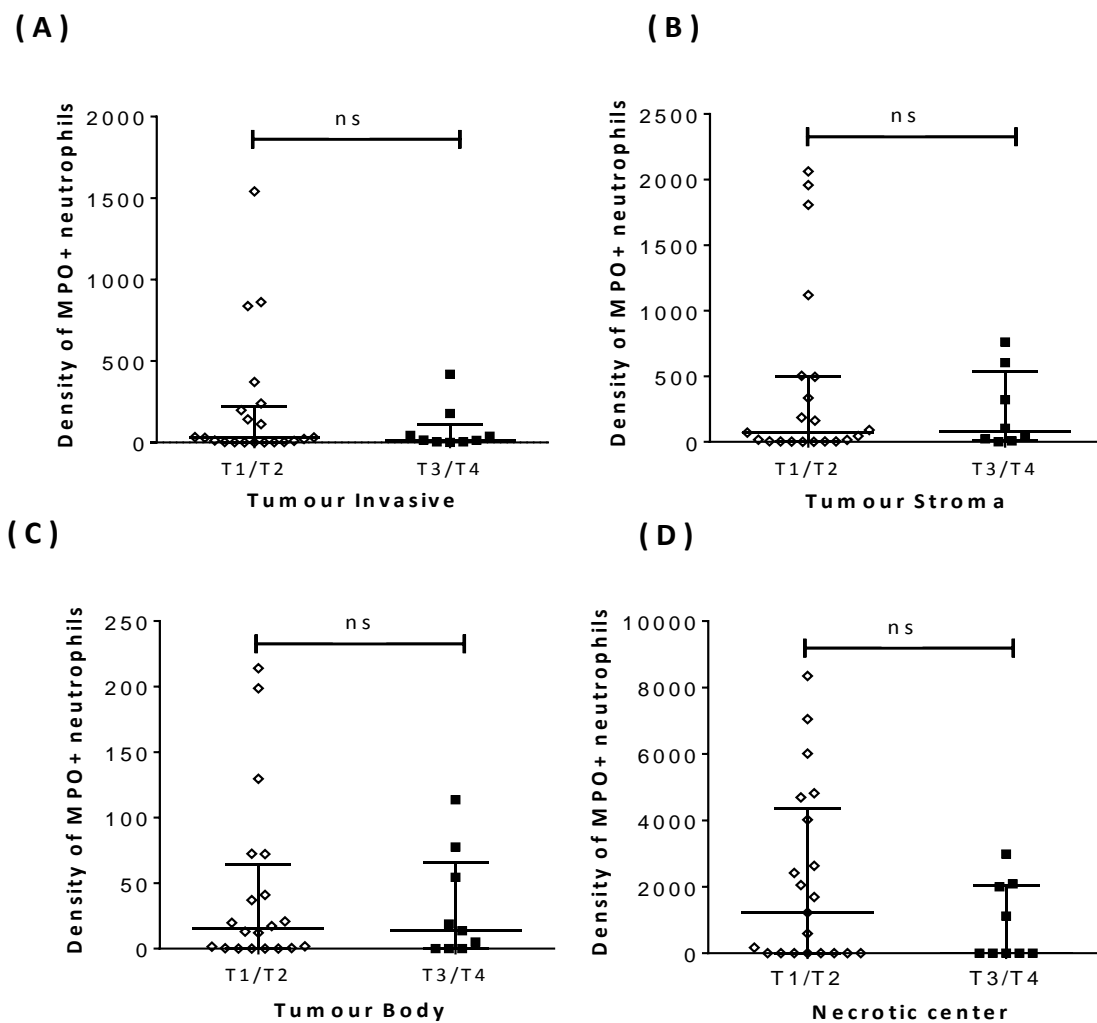 (A)
Density of MPO+ neutrophils
2000
1500
1000
500
0
ns
T1/T2
T3/T4
Tumour Invasive
(B)
Density of MPO+ neutrophils
2500
2000
1500
1000
500
0
ns
T1/T2
T3/T4
Tumour Stroma
(C)
Density of MPO+ neutrophils
250
200
150
100
50
0
ns
T1/T2
T3/T4
Tumour Body
(D)
Density of MPO+ neutrophils
10000
8000
6000
4000
2000
0
ns
T1/T2
T3/T4
Necrotic center